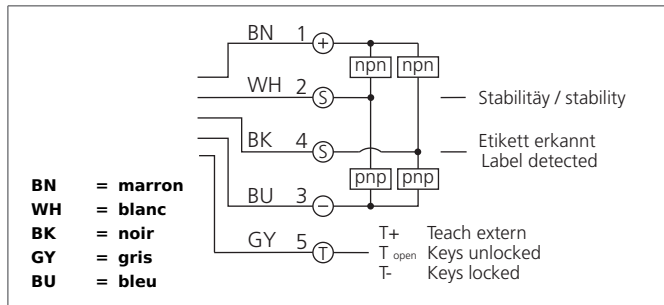 BN 1 +
npn npn
WH 2 S
Stabilitäy / stability
BK 4 S
Etikett erkannt
Label detected
pnp pnp
BU 3 −
GY 5 T
T+ Teach extern
T open Keys unlocked
T- Keys locked
BN = marron
WH = blanc
BK = noir
GY = gris
BU = bleu